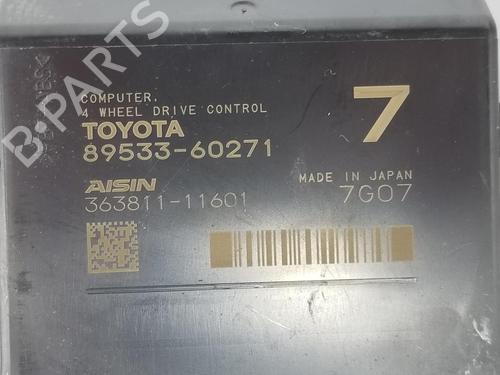 COMPUTER,
4 WHEEL DRIVE CONTROL
7
TOYOTA
89533-60271
AISIN
MADE IN JAPAN
363811-11601
7G07
B-PARTS